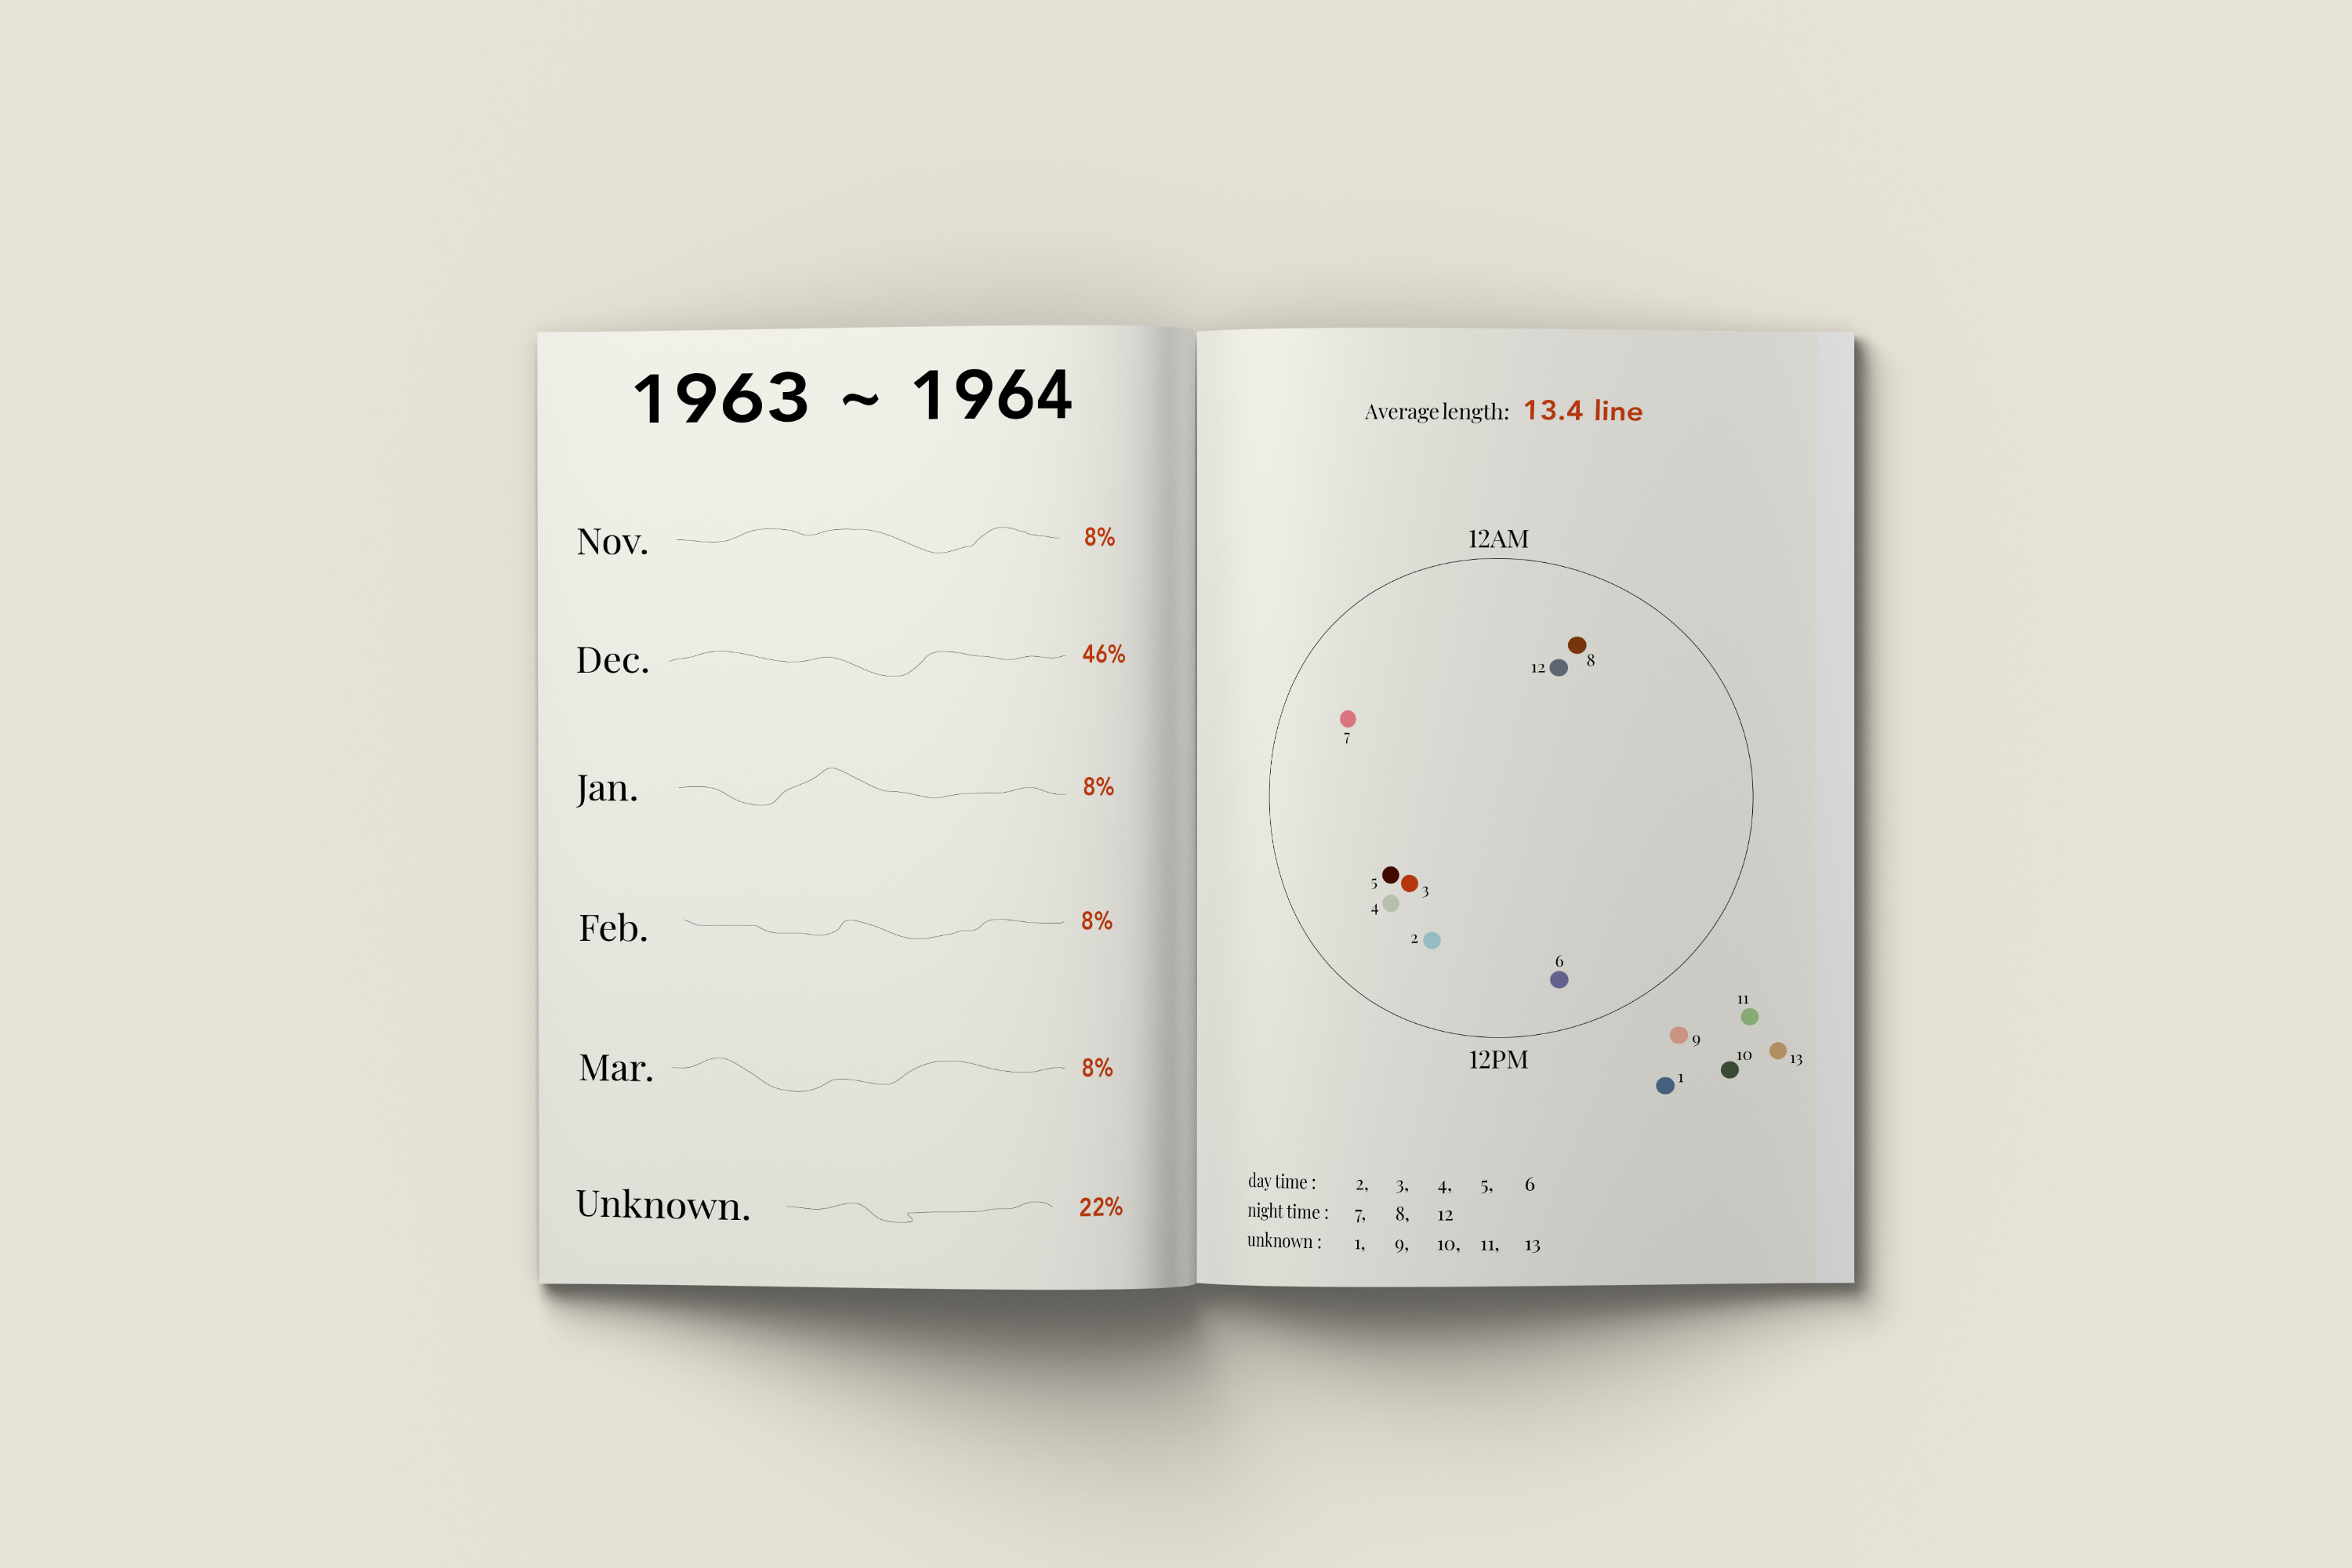 1963 ~ 1964
Nov. 8%
Dec. 46%
Jan. 8%
Feb. 8%
Mar. 8%
Unknown. 22%
Average length: 13.4 line
12AM
8
12
7
5
3
4
2
6
12PM
11
9
10
13
1
day time : 2, 3, 4, 5, 6
night time : 7, 8, 12
unknown : 1, 9, 10, 11, 13